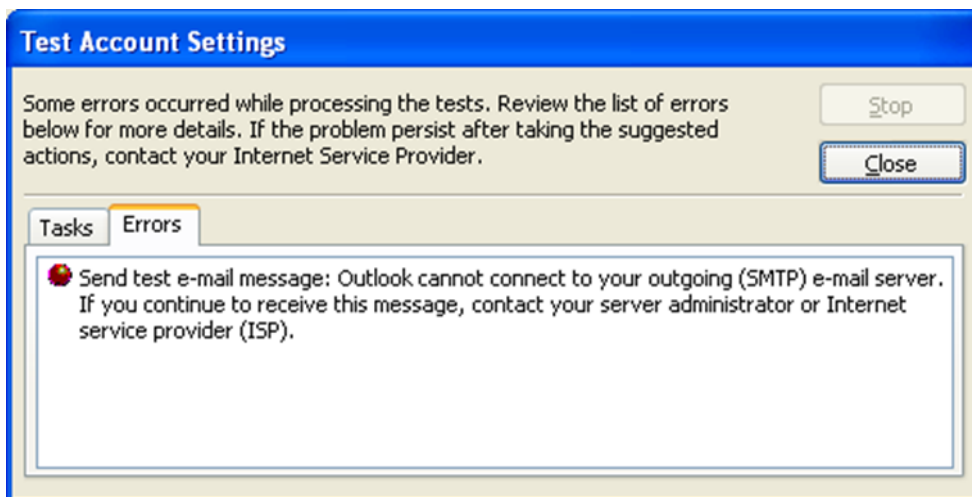 Test Account Settings
Some errors occurred while processing the tests. Review the list of errors
below for more details. If the problem persist after taking the suggested
actions, contact your Internet Service Provider.
Stop
Close
Tasks
Errors
Send test e-mail message: Outlook cannot connect to your outgoing (SMTP) e-mail server.
If you continue to receive this message, contact your server administrator or Internet
service provider (ISP).